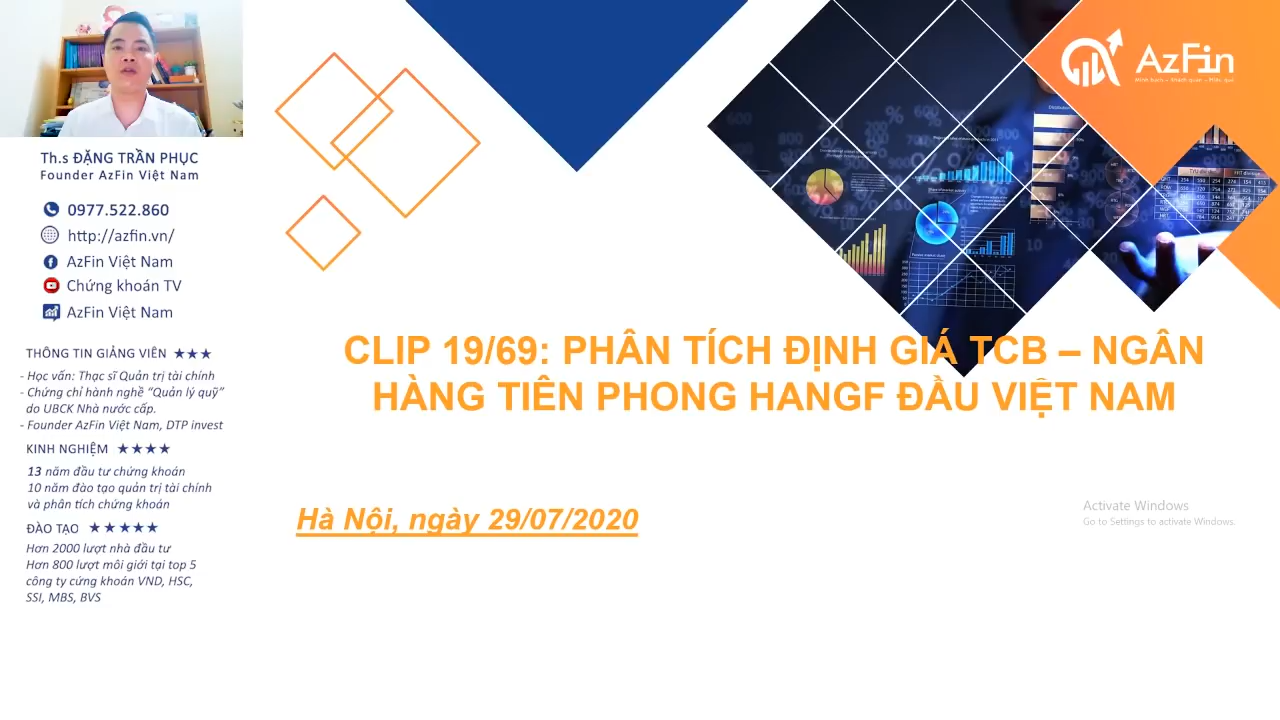 Th.s ĐẶNG TRẦN PHỤC
Founder AzFin Việt Nam
0977.522.860
http://azfin.vn/
AzFin Việt Nam
Chứng khoán TV
AzFin Việt Nam
THÔNG TIN GIẢNG VIÊN ★★★
- Học vấn: Thạc sĩ Quản trị tài chính
- Chứng chỉ hành nghề “Quản lý quỹ”
do UBCK Nhà nước cấp.
- Founder AzFin Việt Nam, DTP invest
KINH NGHIỆM ★★★★
13 năm đầu tư chứng khoán
10 năm đào tạo quản trị tài chính
và phân tích chứng khoán
ĐÀO TẠO ★★★★★
Hơn 2000 lượt nhà đầu tư
Hơn 800 lượt môi giới tại top 5
công ty cứng khoán VND, HSC,
SSI, MBS, BVS
AzFin
CLIP 19/69: PHÂN TÍCH ĐỊNH GIÁ TCB – NGÂN
HÀNG TIÊN PHONG HANGF ĐẦU VIỆT NAM
Hà Nội, ngày 29/07/2020
Activate Windows
Go to Settings to activate Windows.